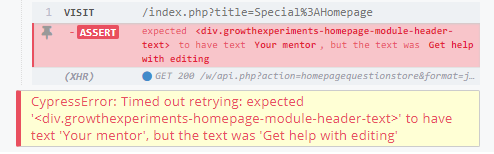 1 VISIT /index.php?title=Special%3AHomepage
- ASSERT expected <div.growthexperiments-homepage-module-header-
text> to have text Your mentor, but the text was Get help
with editing
(XHR) GET 200 /w/api.php?action=homepagequestionstore&format=j…
CypressError: Timed out retrying: expected
'<div.growthexperiments-homepage-module-header-text>' to have
text 'Your mentor', but the text was 'Get help with editing'